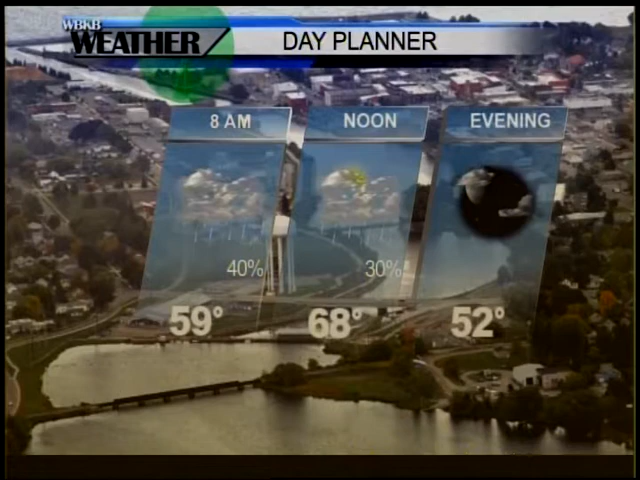 WBKB
WEATHER
DAY PLANNER
8 AM
NOON
EVENING
40%
30%
59°
68°
52°